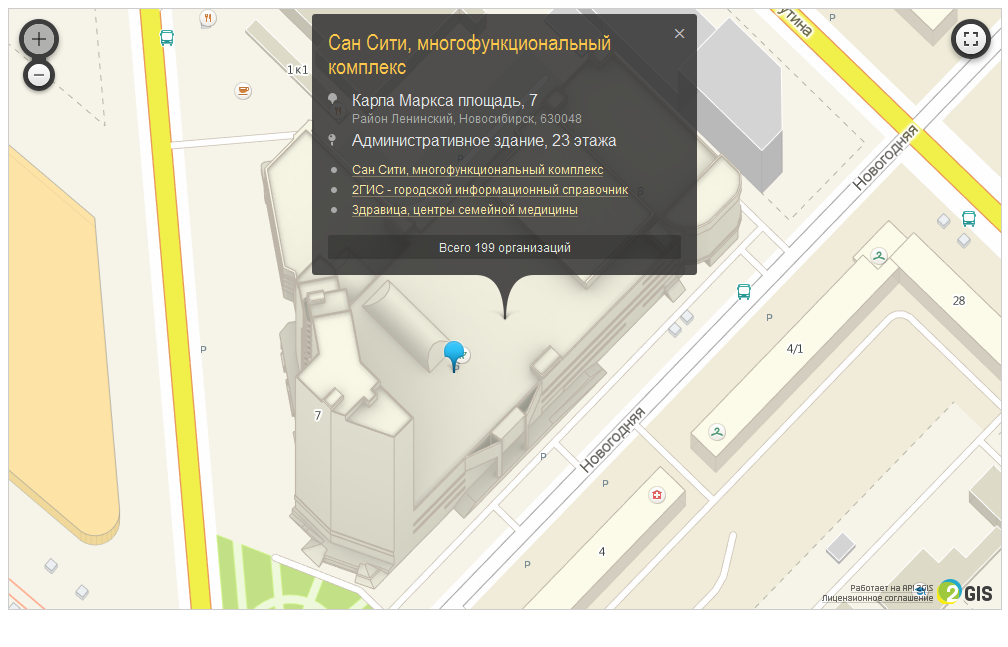 Сан Сити, многофункциональный
комплекс
Карла Маркса площадь, 7
Район Ленинский, Новосибирск, 630048
Административное здание, 23 этажа
Сан Сити, многофункциональный комплекс
2ГИС - городской информационный справочник
Здравица, центры семейной медицины
Всего 199 организаций
1 к1
P
Новогодняя
P
28
P
4/1
7
Новогодняя
P
P
4
P
Работает на API 2GIS
Лицензионное соглашение
2GIS